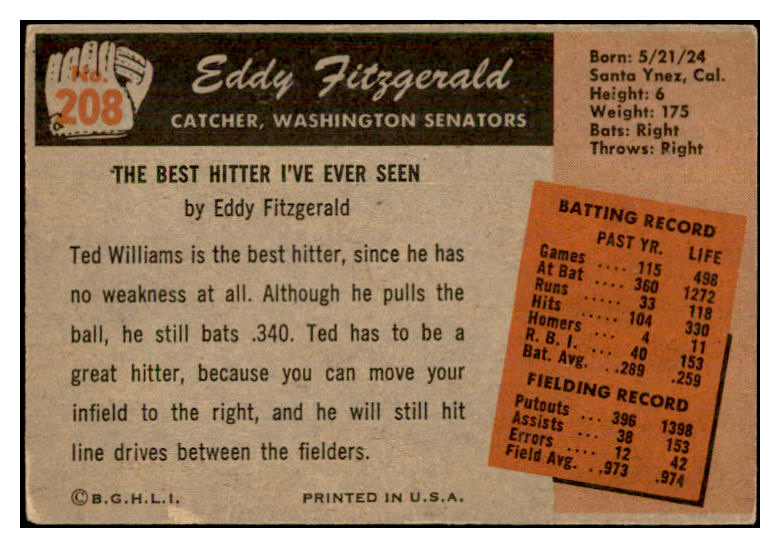 No.
208
Eddy Fitzgerald
CATCHER, WASHINGTON SENATORS
THE BEST HITTER I'VE EVER SEEN
by Eddy Fitzgerald
Ted Williams is the best hitter, since he has
no weakness at all. Although he pulls the
ball, he still bats .340. Ted has to be a
great hitter, because you can move your
infield to the right, and he will still hit
line drives between the fielders.
©B.G.H.L.I. PRINTED IN U.S.A.
Born: 5/21/24
Santa Ynez, Cal.
Height: 6
Weight: 175
Bats: Right
Throws: Right
BATTING RECORD
PAST YR. LIFE
Games .... 115 498
At Bat .... 360 1272
Runs ..... 33 118
Hits ..... 104 330
Homers ... 4 11
R. B. I. ... 40 153
Bat. Avg. ...289 .259
FIELDING RECORD
Putouts ... 396 1398
Assists ... 38 153
Errors .... 12 42
Field Avg. ...973 .974